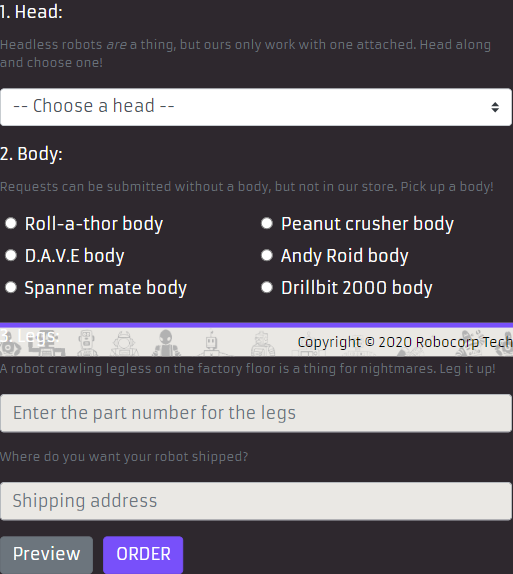 1. Head:
Headless robots are a thing, but ours only work with one attached. Head along
and choose one!
-- Choose a head --
2. Body:
Requests can be submitted without a body, but not in our store. Pick up a body!
Roll-a-thor body
Peanut crusher body
D.A.V.E body
Andy Roid body
Spanner mate body
Drillbit 2000 body
3. Legs:
Copyright © 2020 Robocorp Tech
A robot crawling legless on the factory floor is a thing for nightmares. Leg it up!
Enter the part number for the legs
Where do you want your robot shipped?
Shipping address
Preview
ORDER